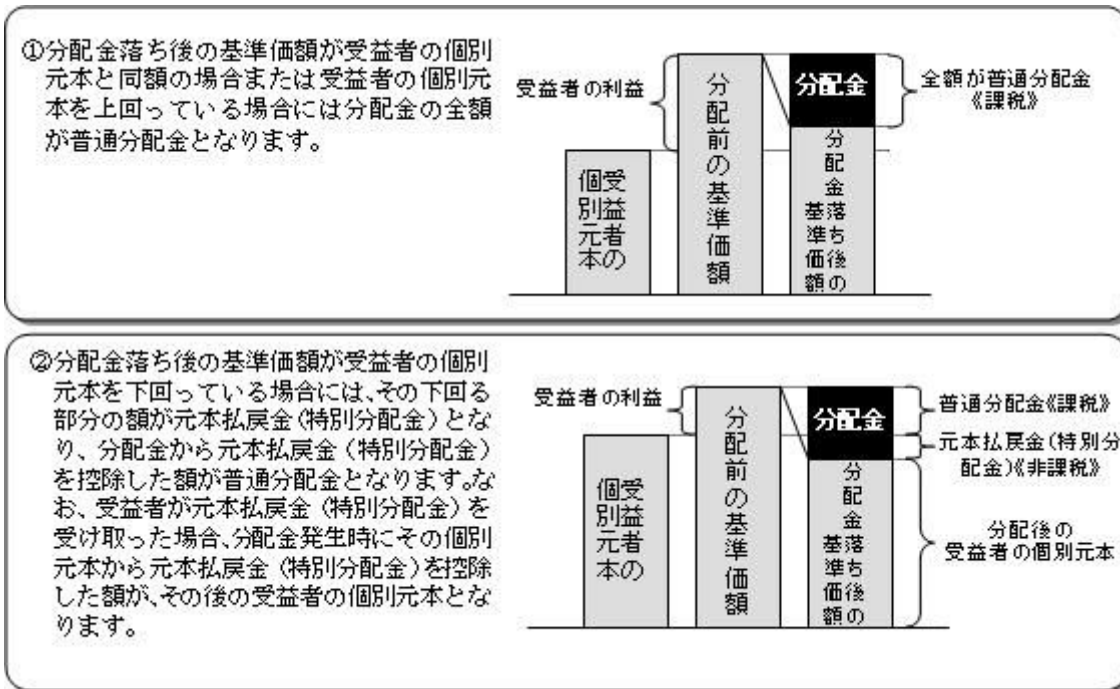 ①分配金落ち後の基準価額が受益者の個別
元本と同額の場合または受益者の個別元
本を上回っている場合には分配金の全額
が普通分配金となります。
受益者の利益
受益者の
個別元本
分配前の基準価額
分配金
分配金落ち後の
基準価額
全額が普通分配金
《課税》
②分配金落ち後の基準価額が受益者の個別
元本を下回っている場合には、その下回る
部分の額が元本払戻金(特別分配金)とな
り、分配金から元本払戻金(特別分配金)
を控除した額が普通分配金となります。な
お、受益者が元本払戻金(特別分配金)を
受け取った場合、分配金発生時にその個別
元本から元本払戻金(特別分配金)を控除
した額が、その後の受益者の個別元本とな
ります。
受益者の利益
受益者の
個別元本
分配前の基準価額
分配金
分配金落ち後の
基準価額
普通分配金《課税》
元本払戻金(特別分
配金)《非課税》
分配後の
受益者の個別元本